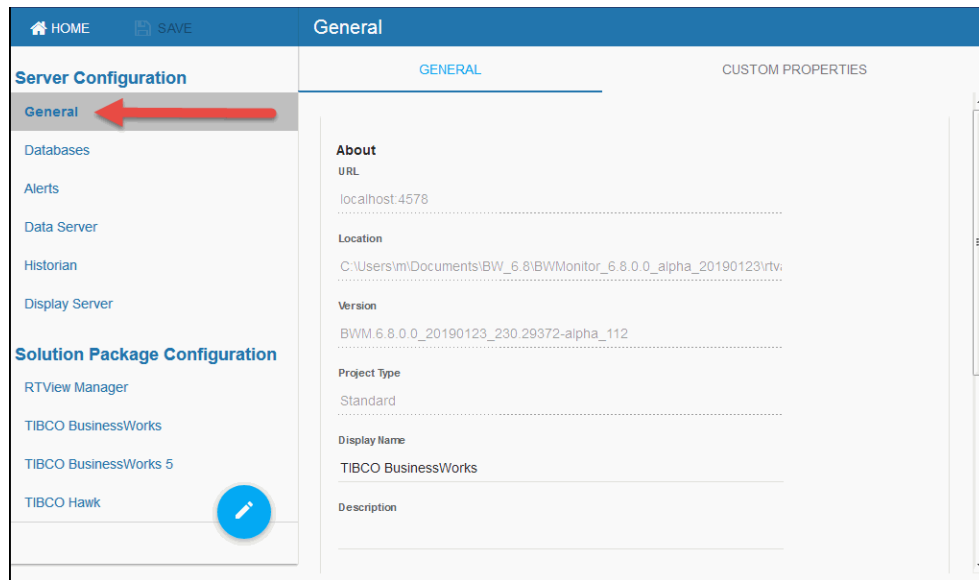 HOME
SAVE
General
Server Configuration
General
Databases
Alerts
Data Server
Historian
Display Server
Solution Package Configuration
RTView Manager
TIBCO BusinessWorks
TIBCO BusinessWorks 5
TIBCO Hawk
GENERAL
CUSTOM PROPERTIES
About
URL
localhost:4578
Location
C:\Users\m\Documents\BW_6.8\BWMonitor_6.8.0.0_alpha_20190123\rtv
Version
BWM.6.8.0.0_20190123_230.29372-alpha_112
Project Type
Standard
Display Name
TIBCO BusinessWorks
Description